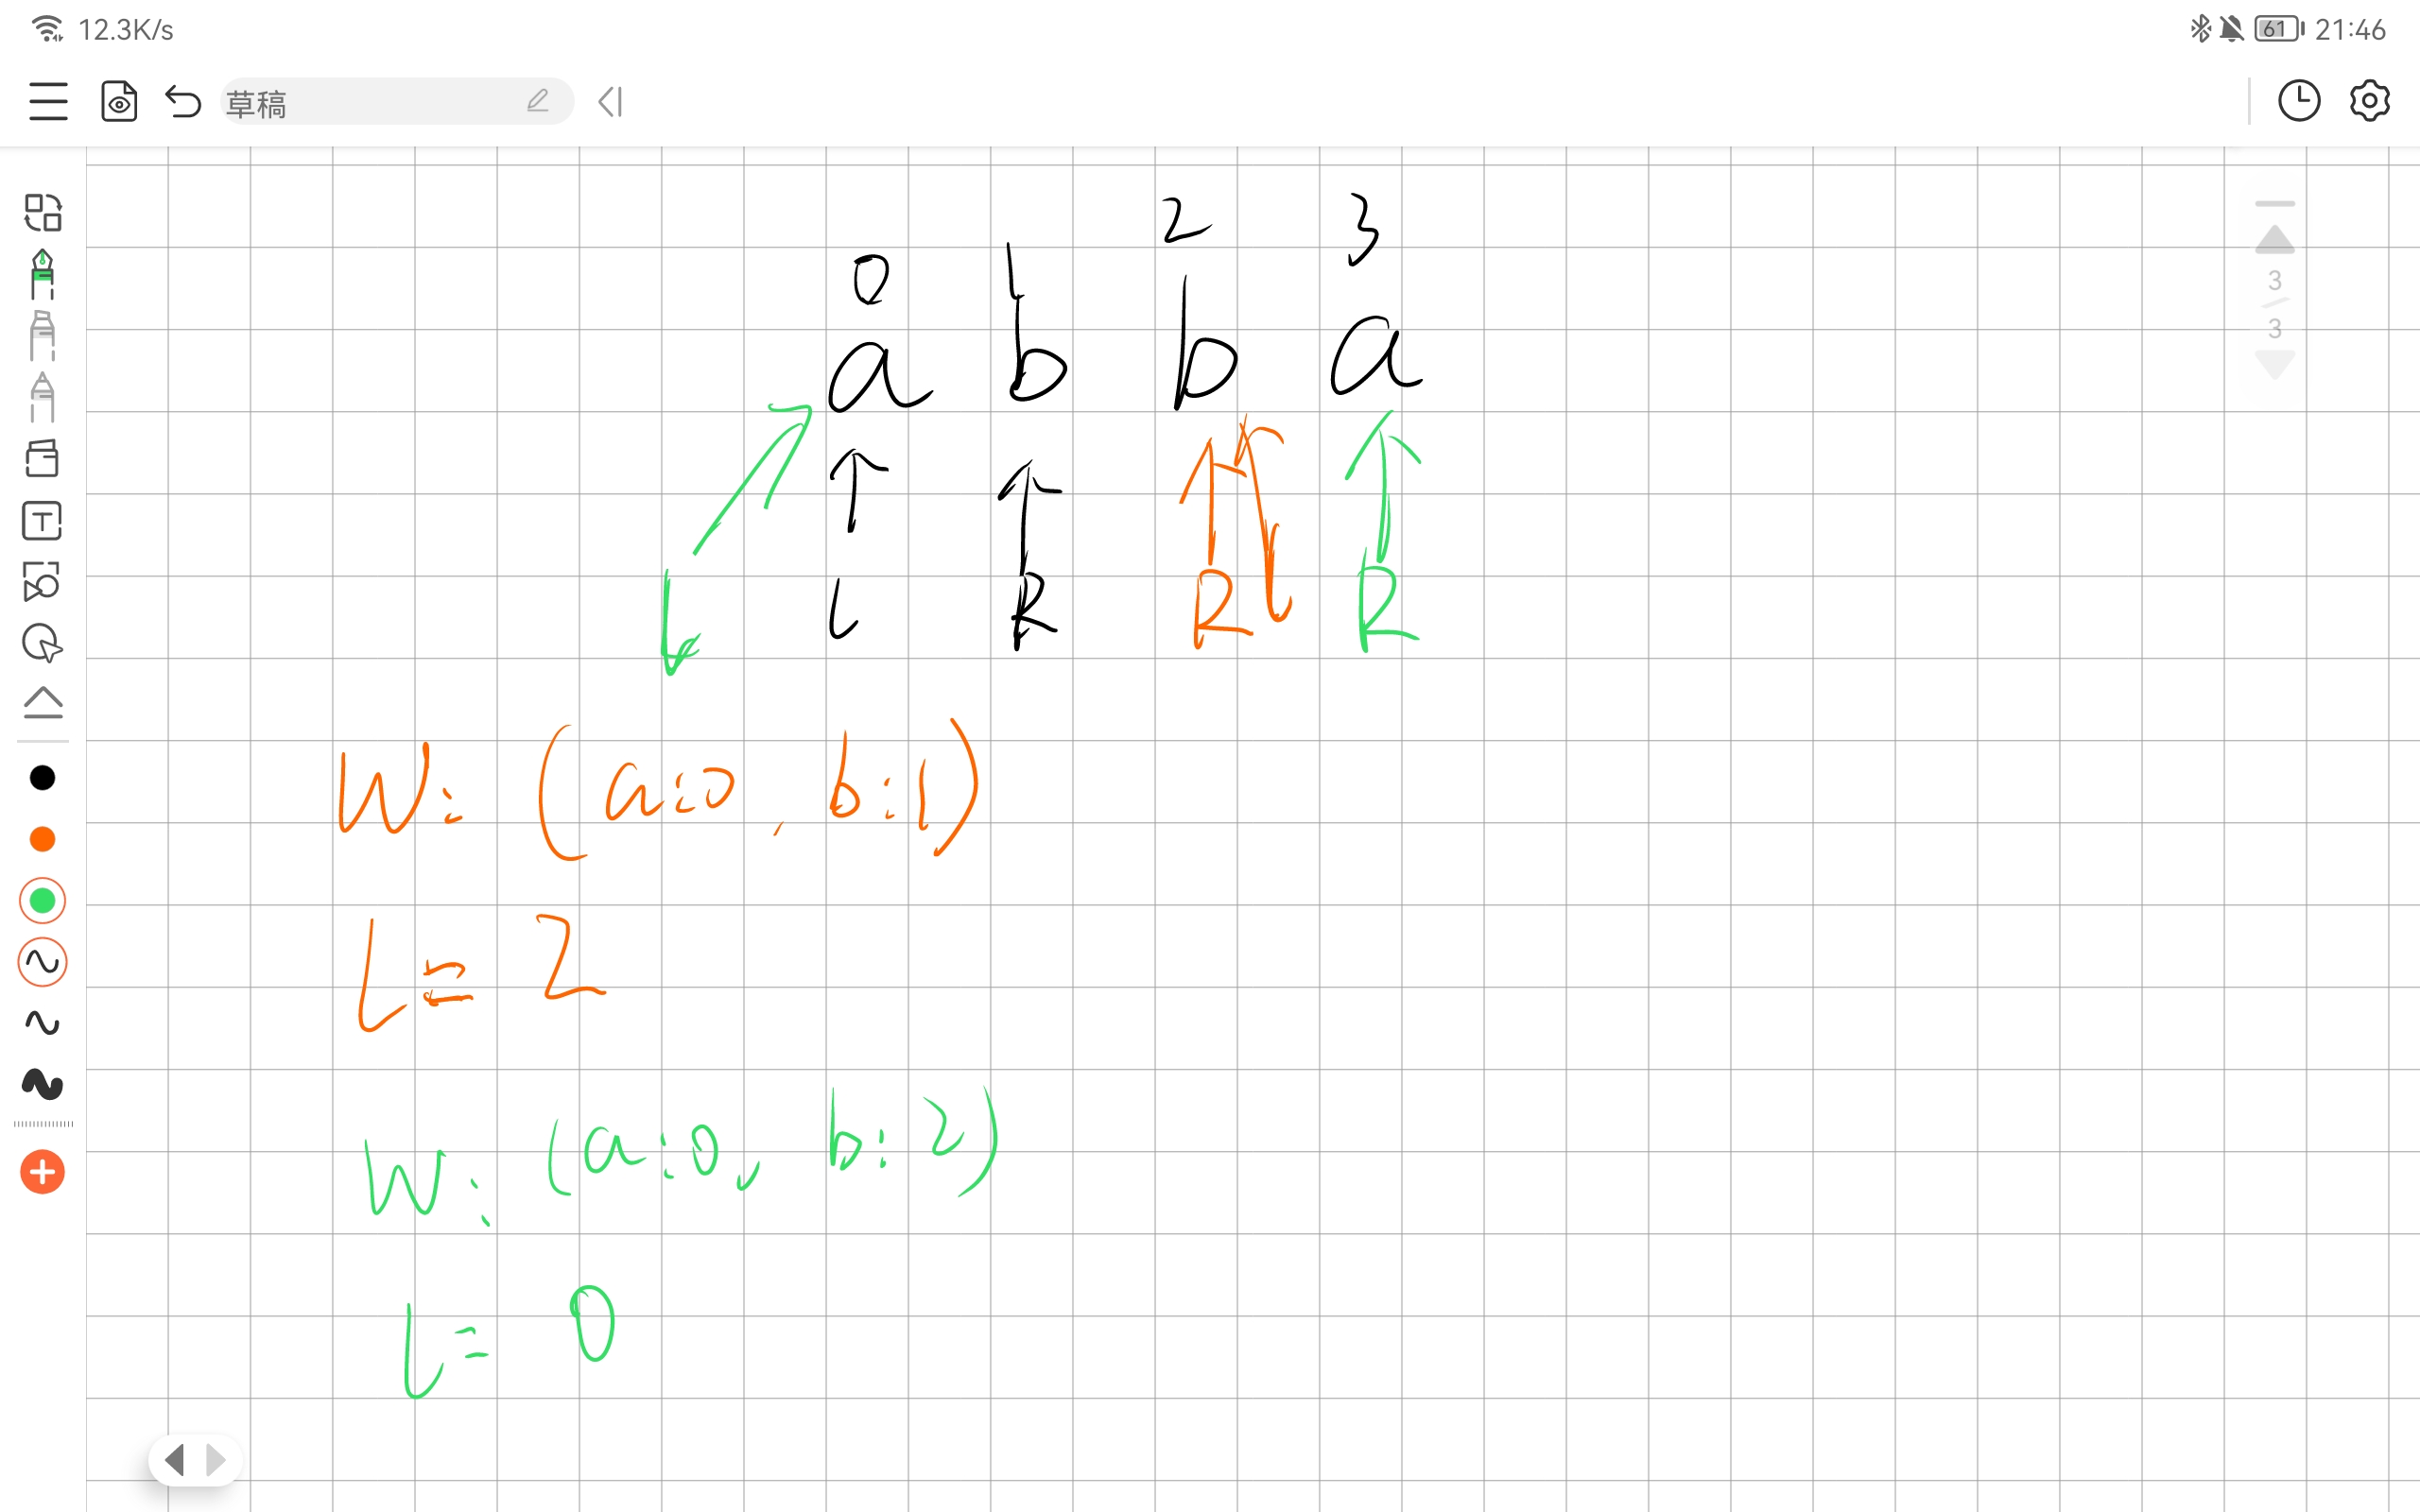 12.3K/s 61 21:46
草稿
0 1 2 3
a b b a
3
3
L L R R L R
W: (a:0, b:1)
L= 2
W: (a:0, b:2)
L= 0